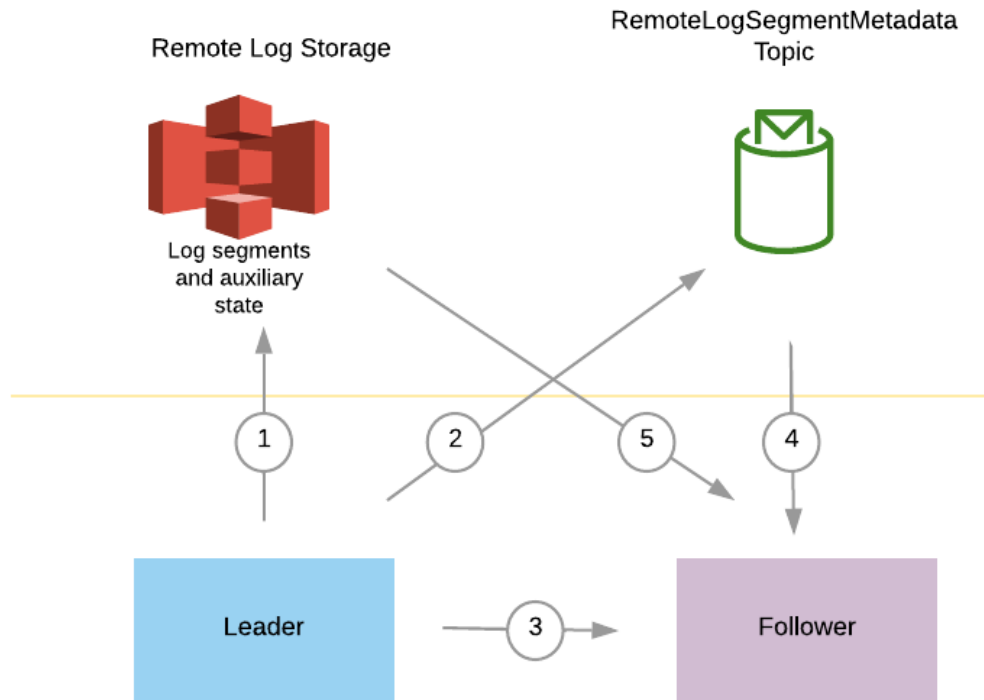 Remote Log Storage
RemoteLogSegmentMetadata
Topic
Log segments
and auxiliary
state
1
2
5
4
Leader
3
Follower